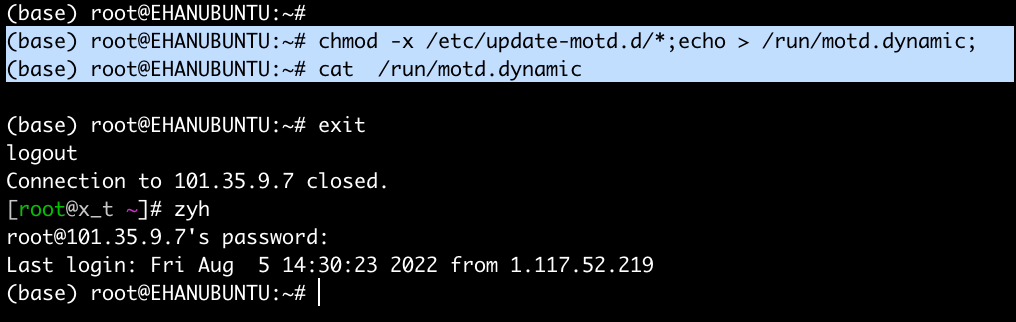 (base) root@EHANUBUNTU:~#
(base) root@EHANUBUNTU:~# chmod -x /etc/update-motd.d/*;echo > /run/motd.dynamic;
(base) root@EHANUBUNTU:~# cat  /run/motd.dynamic
(base) root@EHANUBUNTU:~# exit
logout
Connection to 101.35.9.7 closed.
[root@x_t ~]# zyh
root@101.35.9.7's password:
Last login: Fri Aug  5 14:30:23 2022 from 1.117.52.219
(base) root@EHANUBUNTU:~#